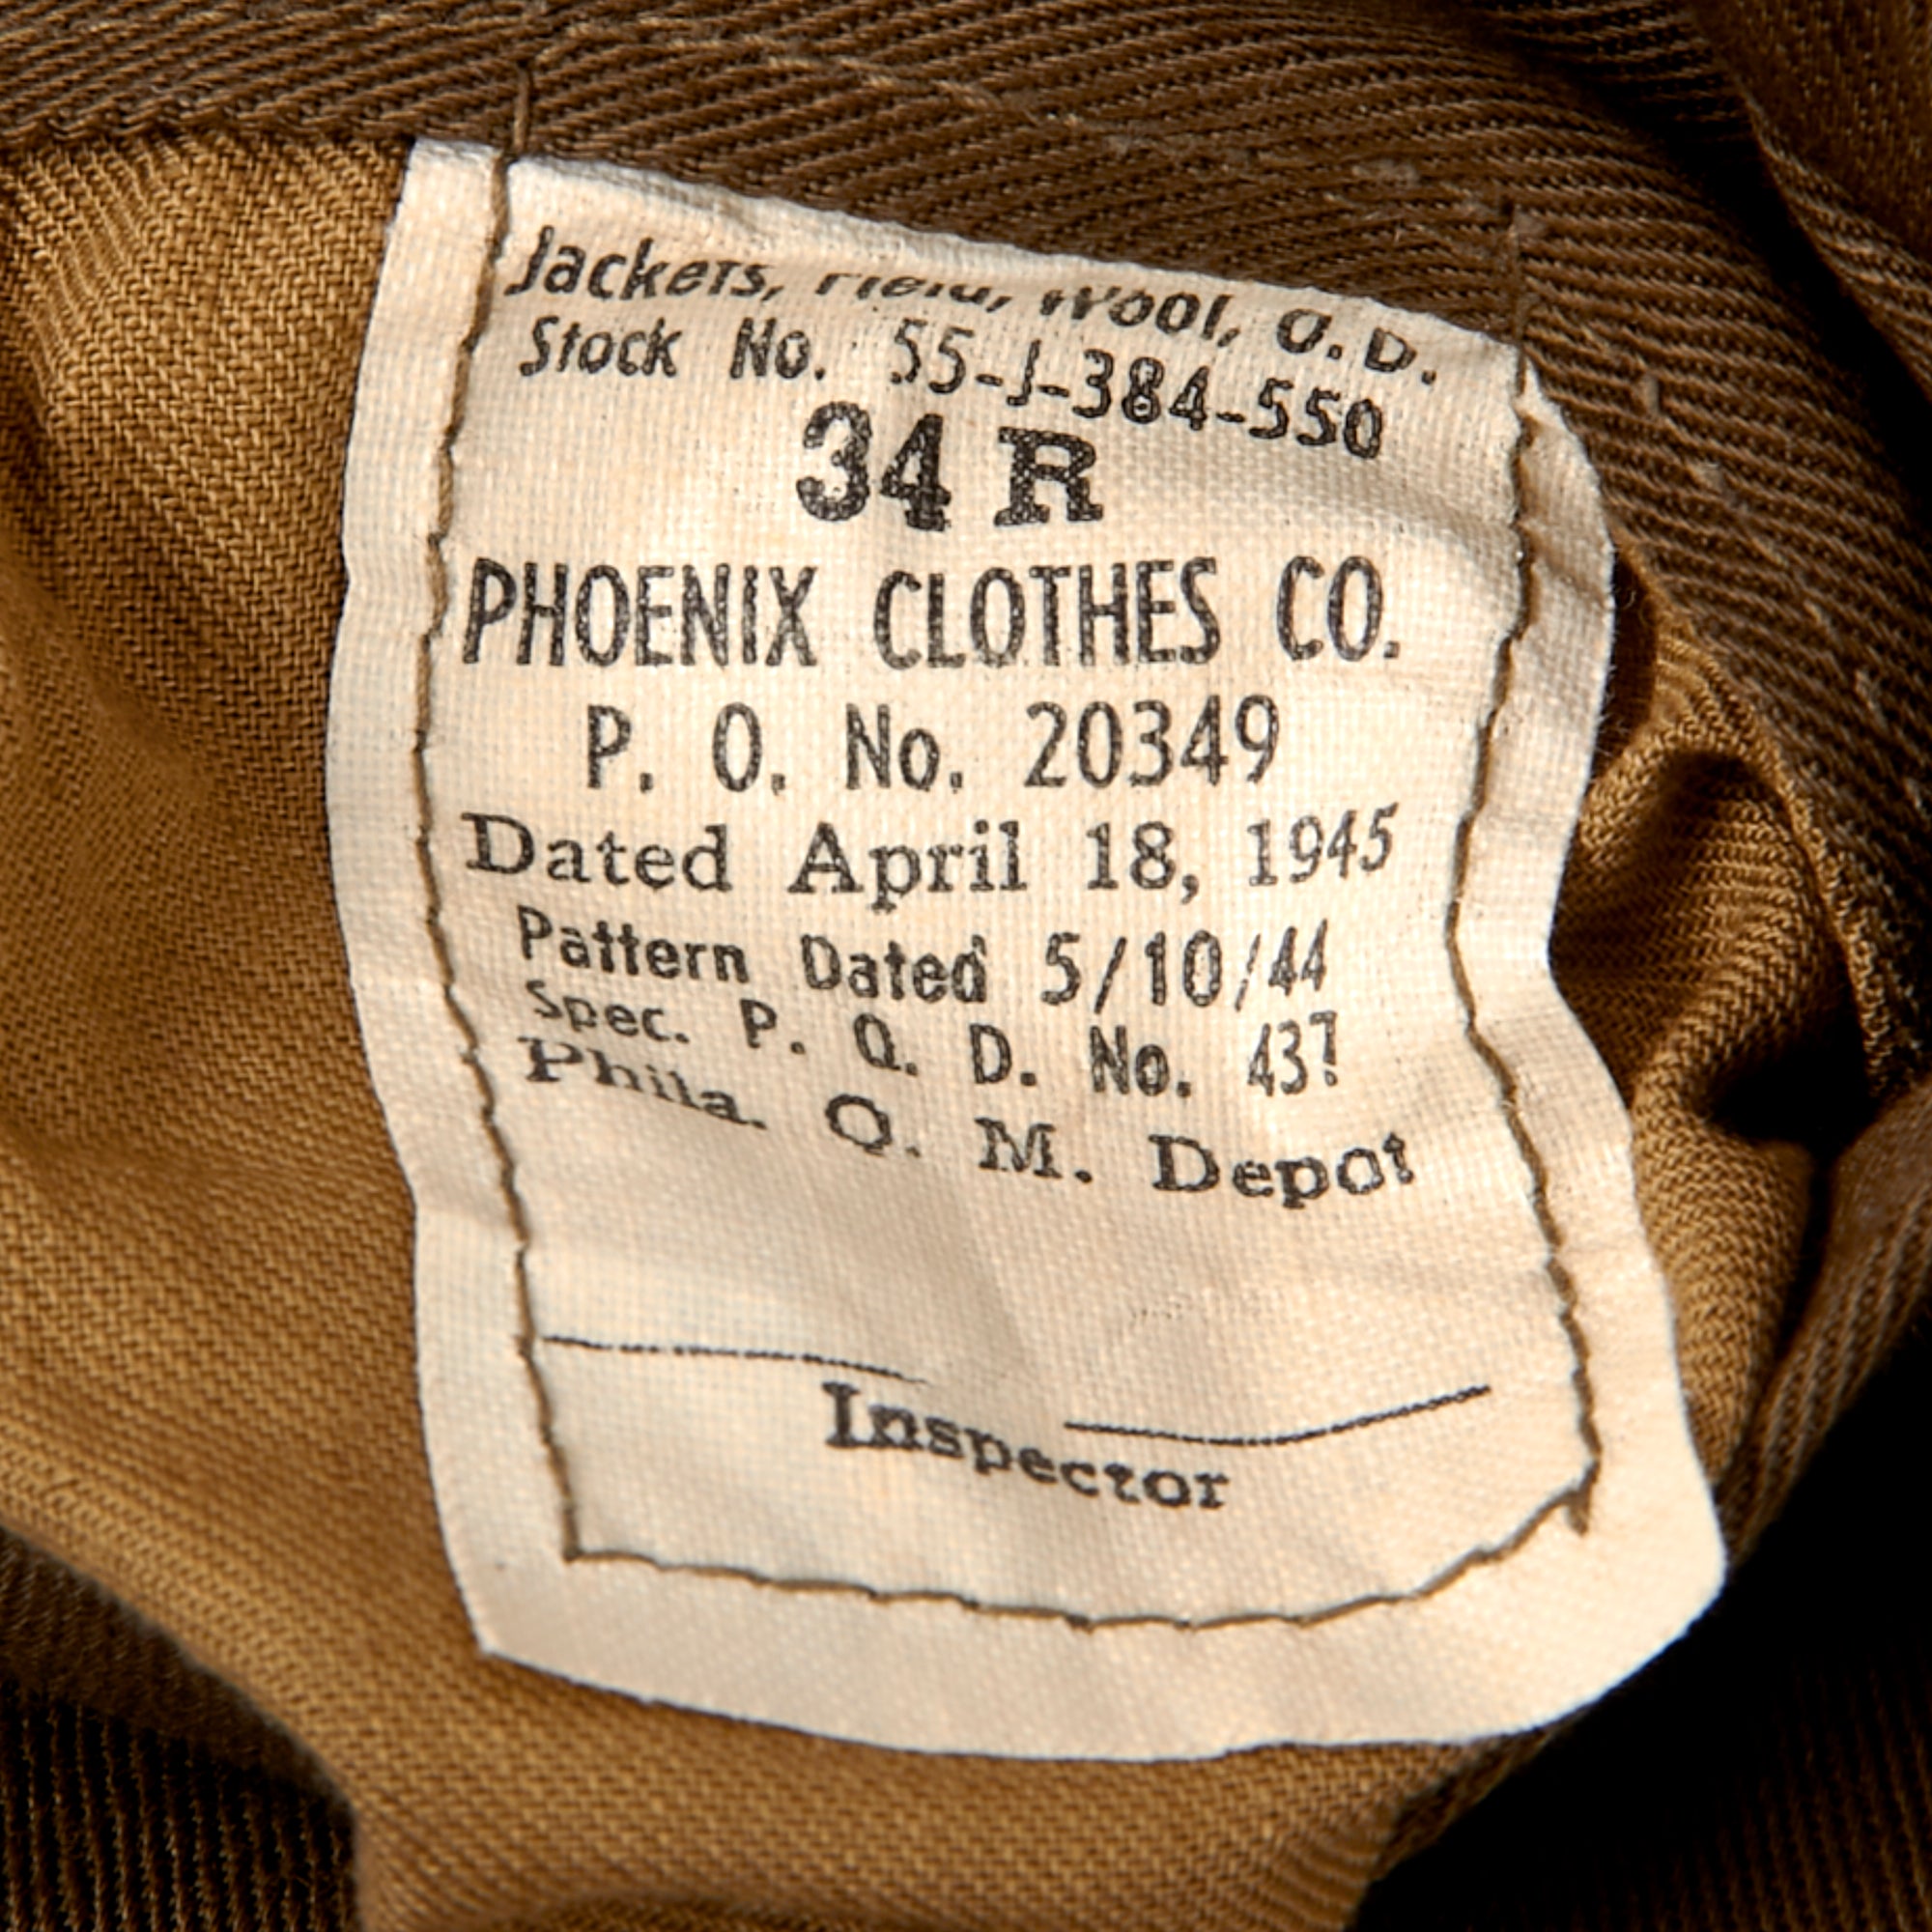 Jackets, Field, Wool, O.D.
Stock No. 55-J-384-550
34 R
PHOENIX CLOTHES CO.
P. O. No. 20349
Dated April 18, 1945
Pattern Dated 5/10/44
Spec. P. Q. D. No. 437
Phila. Q. M. Depot
Inspector